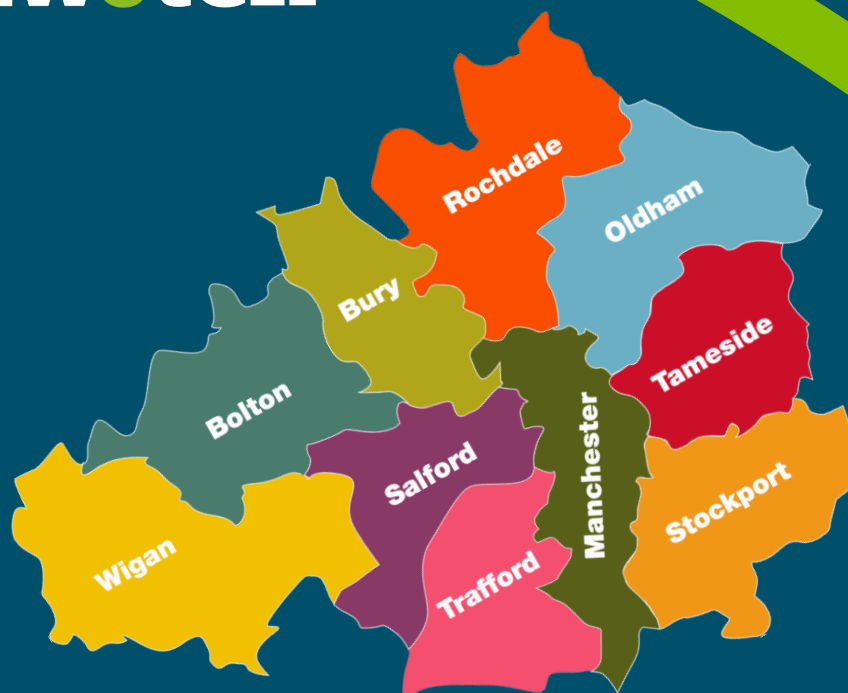 Rochdale
Oldham
Bury
Tameside
Bolton
Manchester
Salford
Stockport
Wigan
Trafford